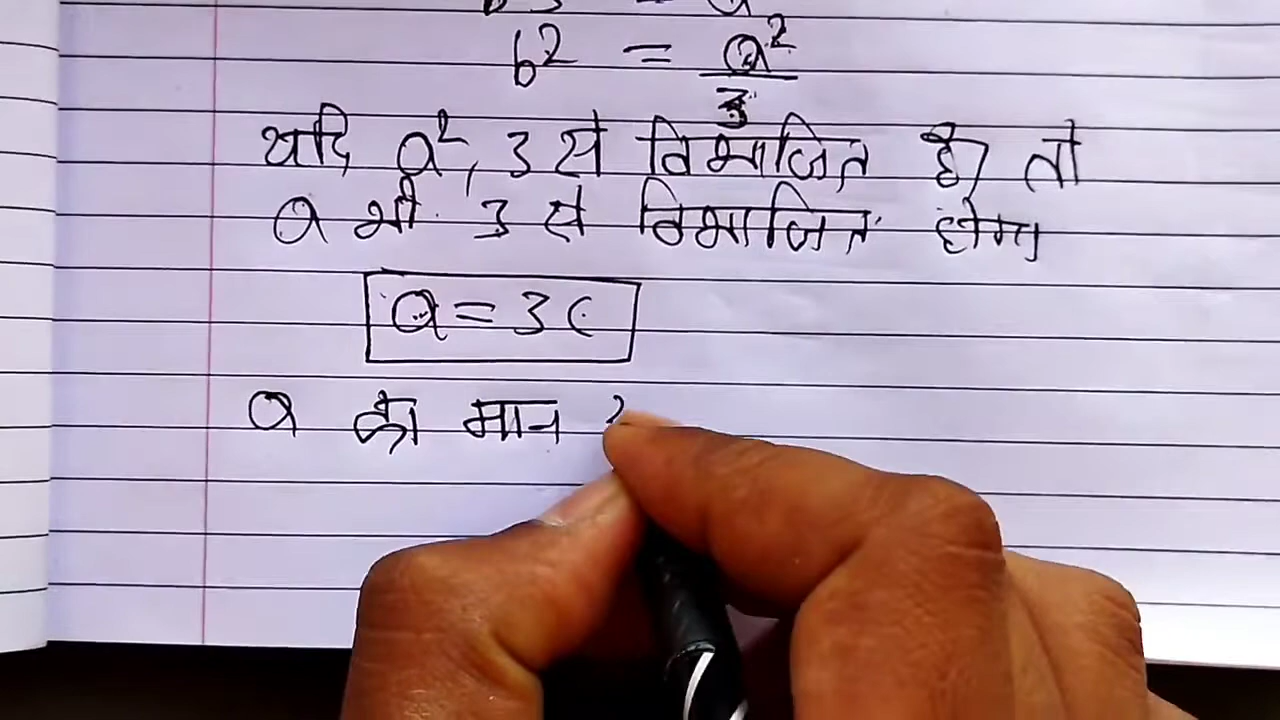 b² = a²/3
यदि a², 3 से विभाजित है, तो
a भी 3 से विभाजित होगा
a = 3c
a का मान